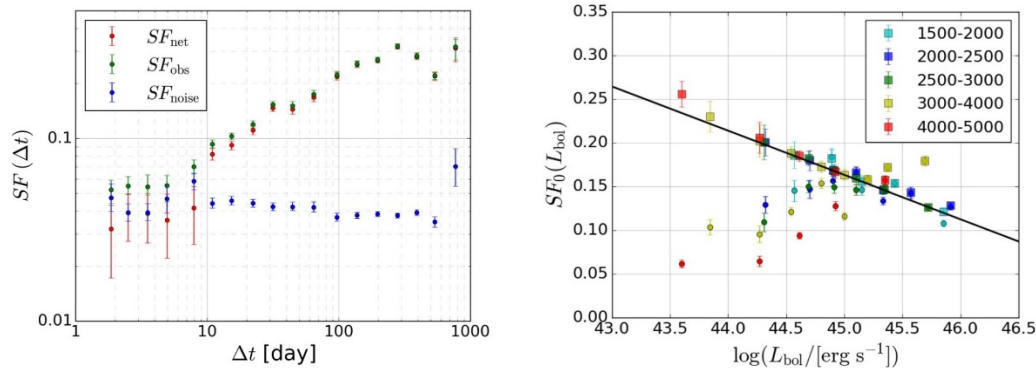 SF_net
SF_obs
SF_noise
SF (Δt)
0.1
0.01
1
10
100
1000
Δt [day]
0.35
0.30
0.25
0.20
0.15
0.10
0.05
0.00
SF₀(L_bol)
1500-2000
2000-2500
2500-3000
3000-4000
4000-5000
43.0 43.5 44.0 44.5 45.0 45.5 46.0 46.5
log(L_bol/[erg s⁻¹])